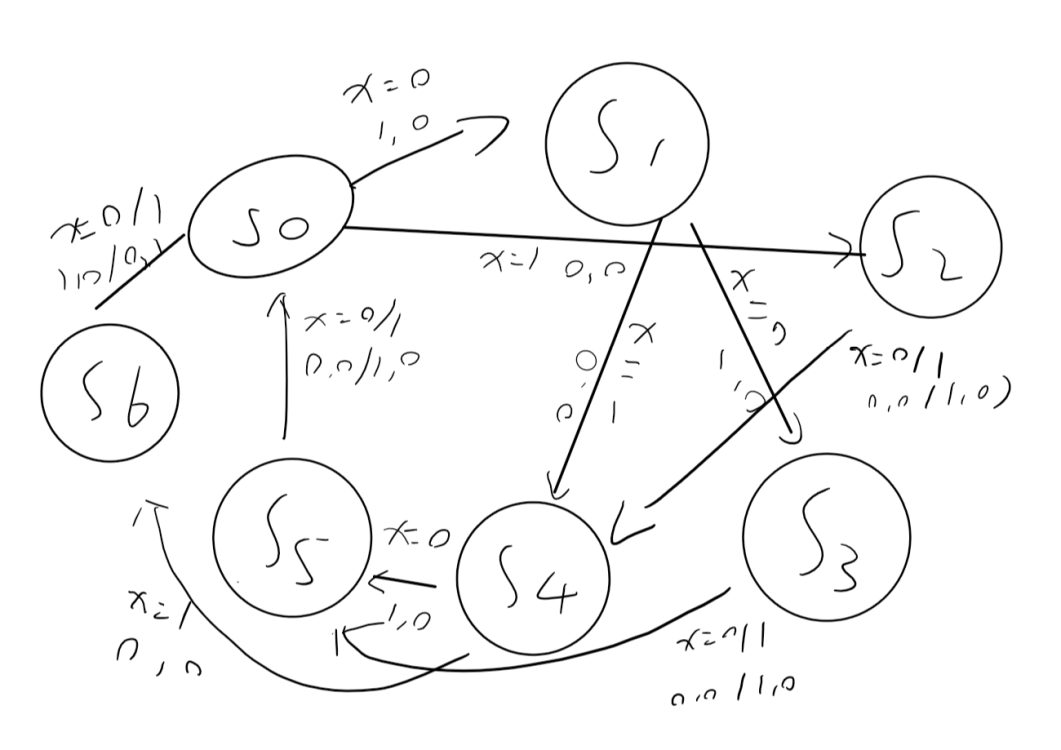 x=0
1,0
S1
x=0/1
1,0/0,1
S0
S2
x=1 0,0
x=0/1
0,0/1,0
x=1
0,0
x=0
1,0
x=0/1
0,0/1,0)
S6
S5
x=0
1,0
S4
S3
x=1
0,0
x=0/1
0,0/1,0